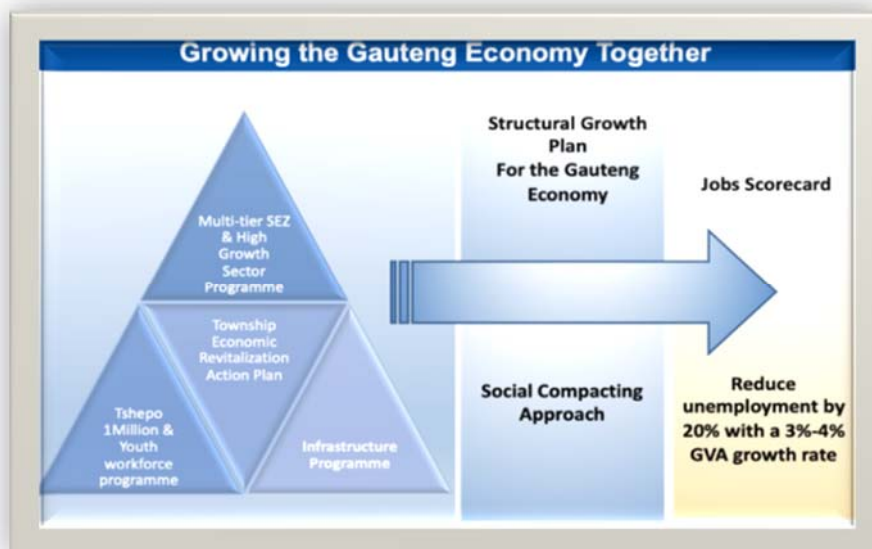 Growing the Gauteng Economy Together
Multi-tier SEZ
& High
Growth
Sector
Programme
Township
Economic
Revitalization
Action Plan
Tshepo
1Million &
Youth
workforce
programme
Infrastructure
Programme
Structural Growth
Plan
For the Gauteng
Economy
Social Compacting
Approach
Jobs Scorecard
Reduce
unemployment by
20% with a 3%-4%
GVA growth rate